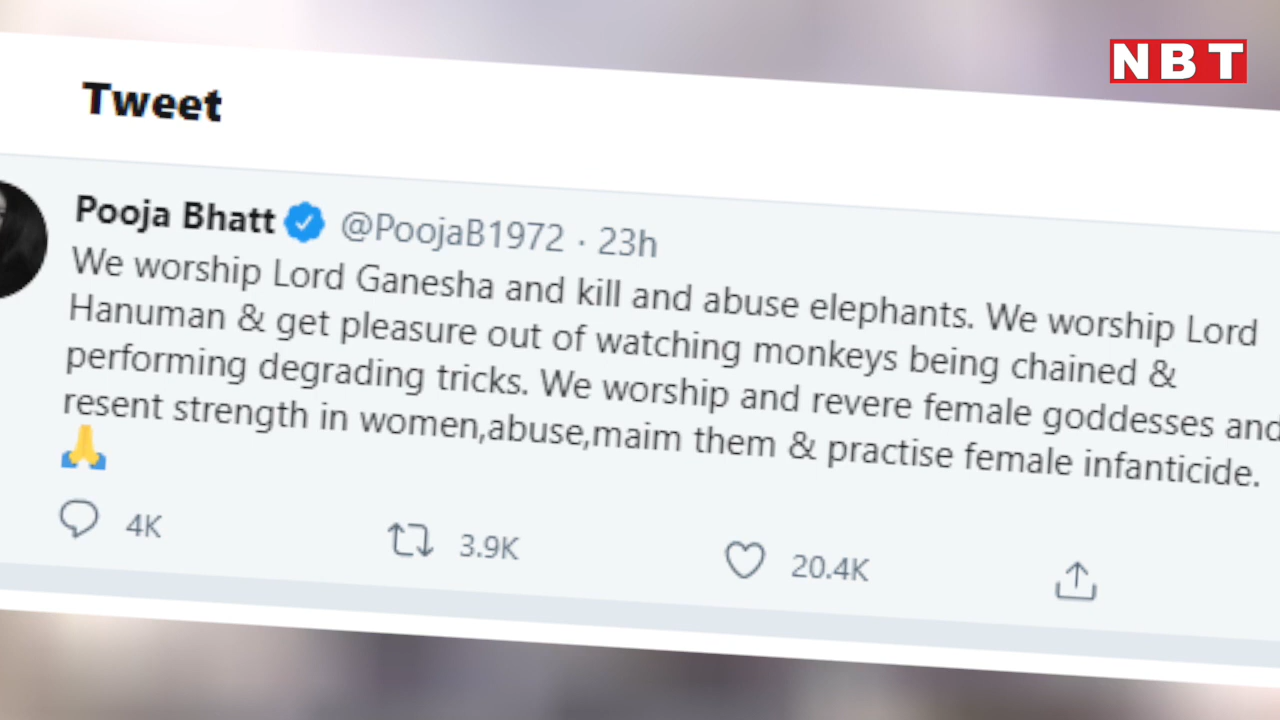 NBT
Tweet
Pooja Bhatt @PoojaB1972 · 23h
We worship Lord Ganesha and kill and abuse elephants. We worship Lord
Hanuman & get pleasure out of watching monkeys being chained &
performing degrading tricks. We worship and revere female goddesses and
resent strength in women,abuse,maim them & practise female infanticide.
🙏
4K 3.9K 20.4K